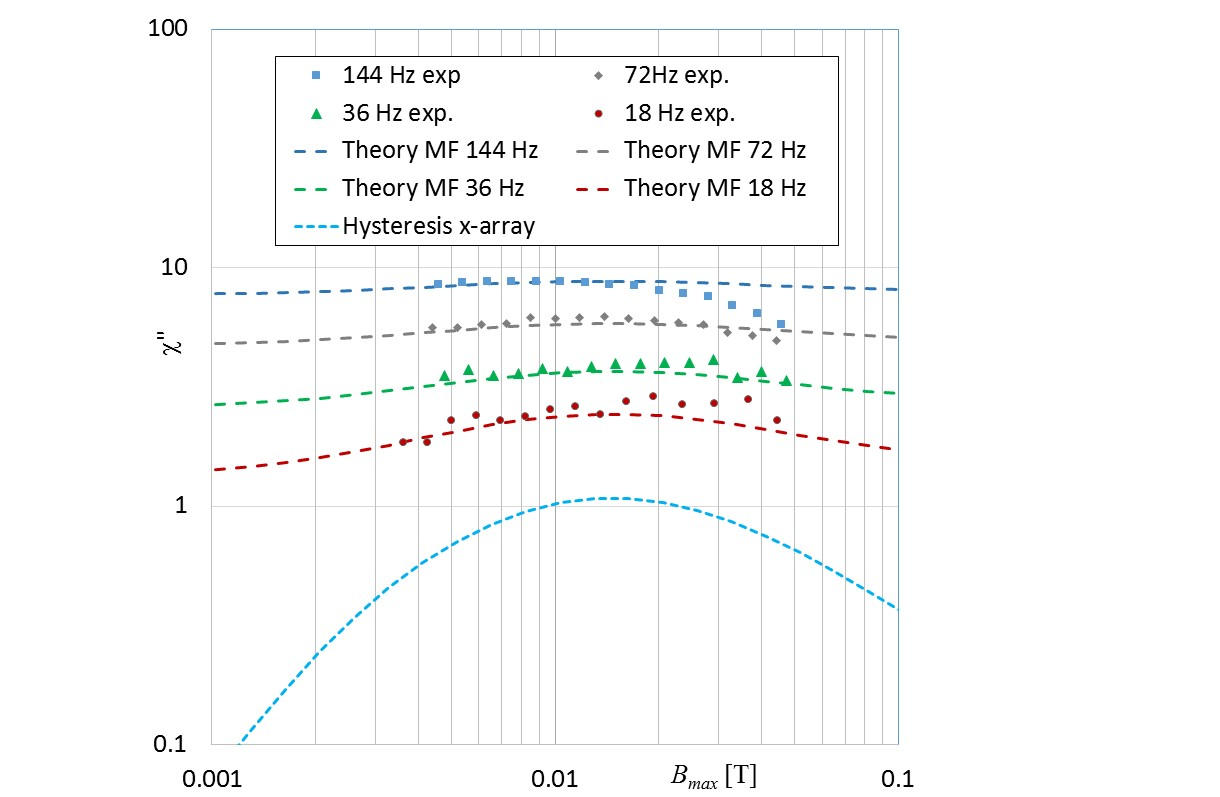 100
144 Hz exp 72Hz exp.
36 Hz exp. 18 Hz exp.
Theory MF 144 Hz Theory MF 72 Hz
Theory MF 36 Hz Theory MF 18 Hz
Hysteresis x-array
10
χ"
1
0.1
0.001 0.01 Bmax [T] 0.1